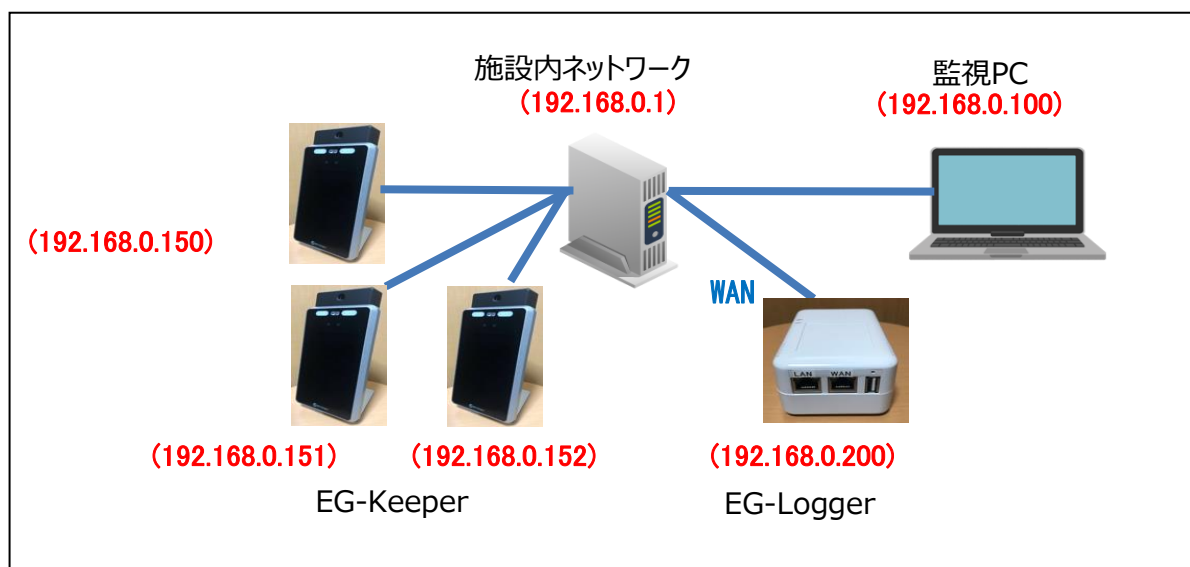 施設内ネットワーク
（192.168.0.1）
監視PC
（192.168.0.100）
（192.168.0.150）
WAN
LAN WAN
（192.168.0.151）
（192.168.0.152）
（192.168.0.200）
EG-Keeper
EG-Logger